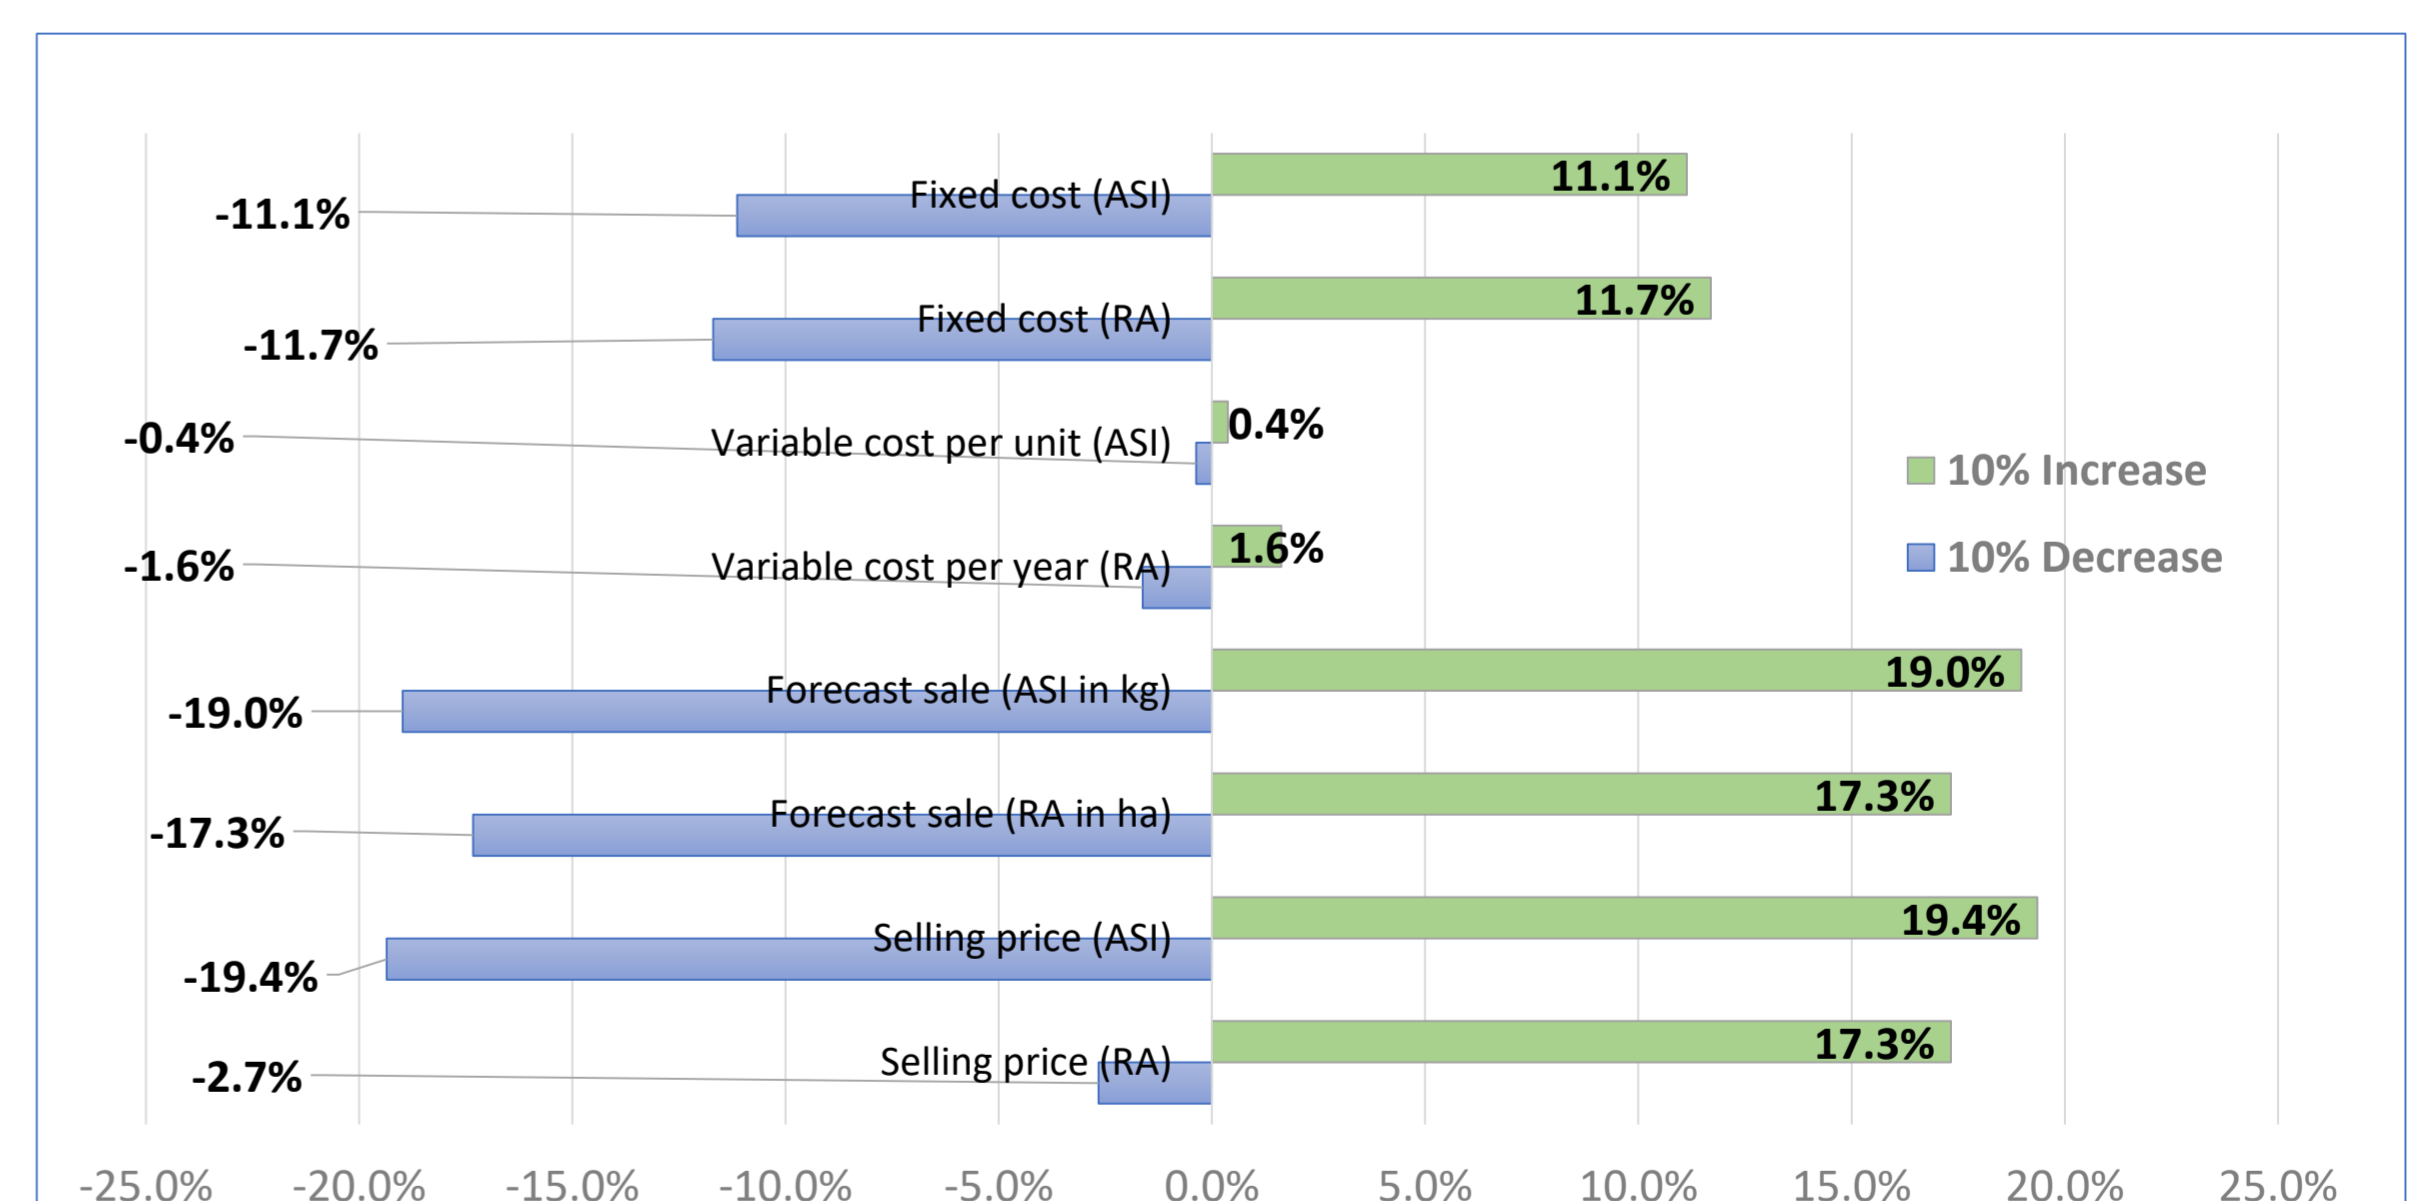 Fixed cost (ASI)
11.1%
-11.1%
Fixed cost (RA)
11.7%
-11.7%
Variable cost per unit (ASI)
0.4%
-0.4%
Variable cost per year (RA)
1.6%
-1.6%
10% Increase
10% Decrease
Forecast sale (ASI in kg)
19.0%
-19.0%
Forecast sale (RA in ha)
17.3%
-17.3%
Selling price (ASI)
19.4%
-19.4%
Selling price (RA)
17.3%
-2.7%
-25.0% -20.0% -15.0% -10.0% -5.0% 0.0% 5.0% 10.0% 15.0% 20.0% 25.0%